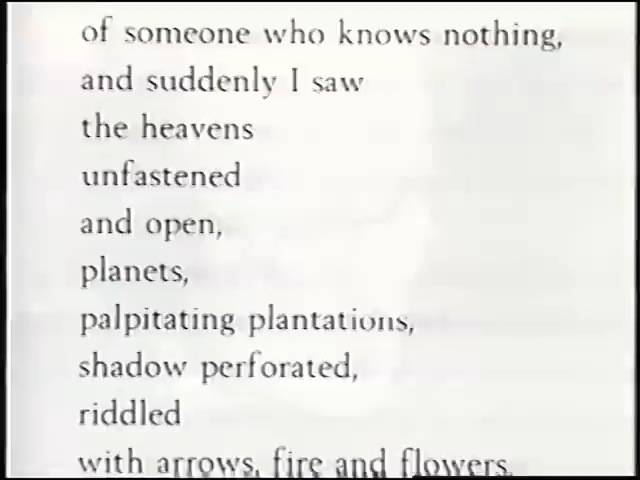 of someone who knows nothing,
and suddenly I saw
the heavens
unfastened
and open,
planets,
palpitating plantations,
shadow perforated,
riddled
with arrows, fire and flowers,